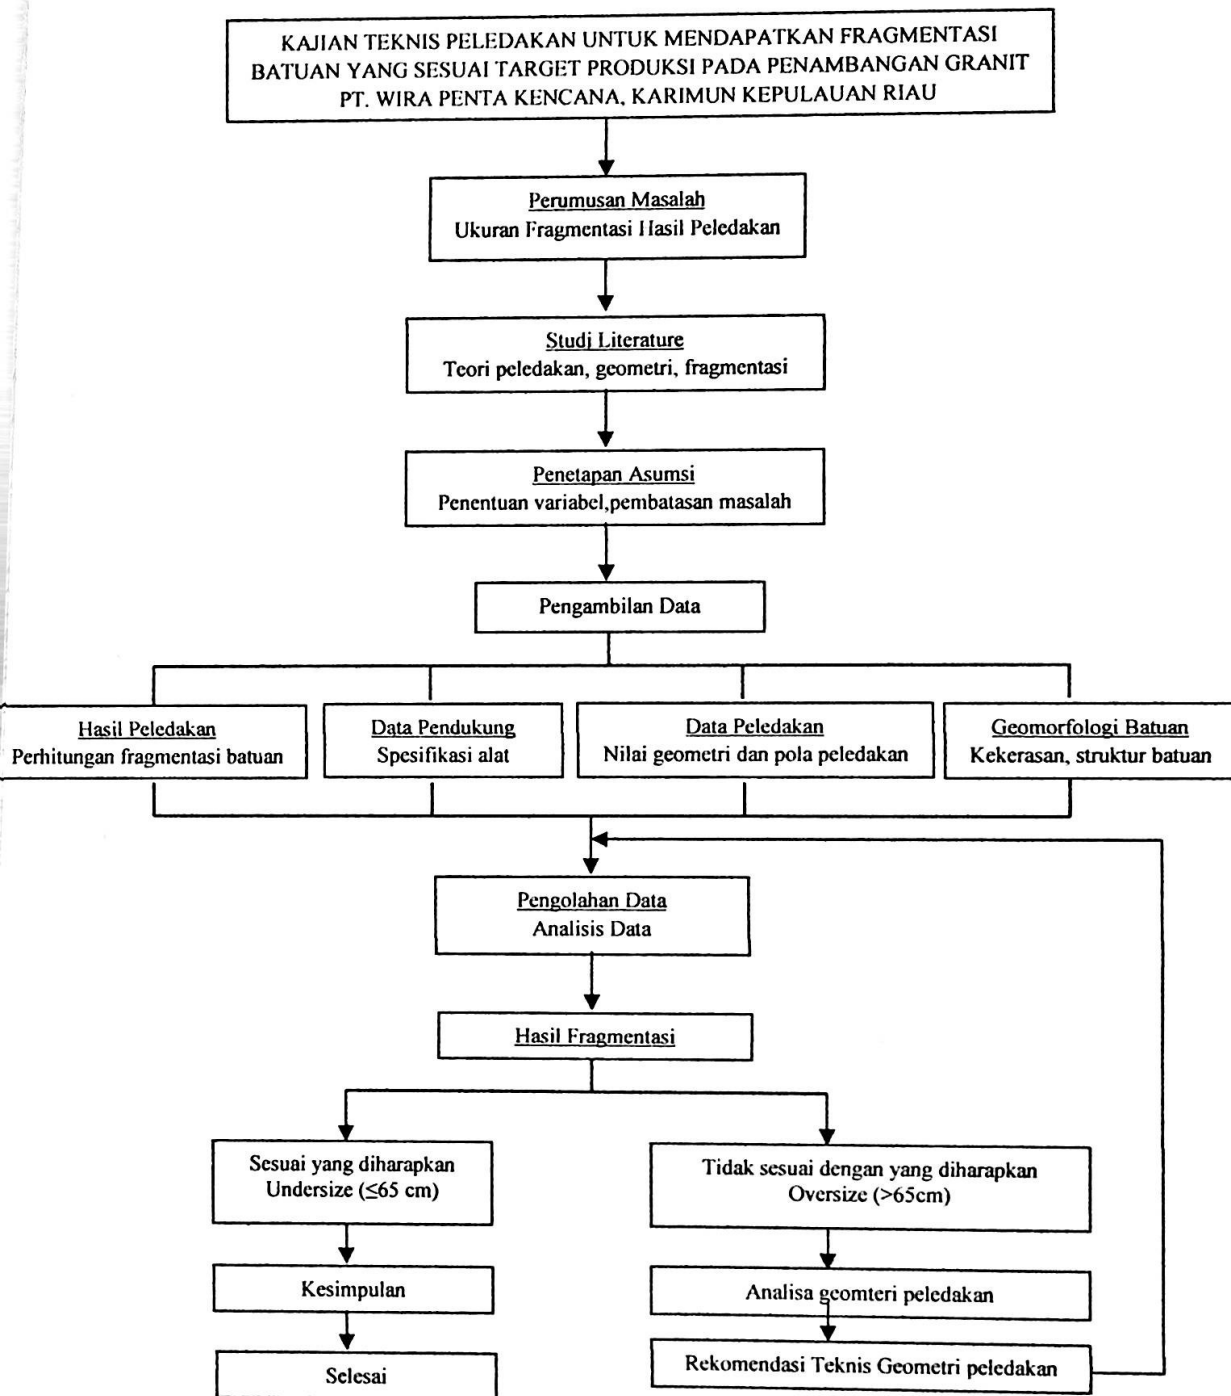 KAJIAN TEKNIS PELEDAKAN UNTUK MENDAPATKAN FRAGMENTASI
BATUAN YANG SESUAI TARGET PRODUKSI PADA PENAMBANGAN GRANIT
PT. WIRA PENTA KENCANA, KARIMUN KEPULAUAN RIAU
Perumusan Masalah
Ukuran Fragmentasi Hasil Peledakan
Studi Literature
Teori peledakan, geometri, fragmentasi
Penetapan Asumsi
Penentuan variabel,pembatasan masalah
Pengambilan Data
Hasil Peledakan
Perhitungan fragmentasi batuan
Data Pendukung
Spesifikasi alat
Data Peledakan
Nilai geometri dan pola peledakan
Geomorfologi Batuan
Kekerasan, struktur batuan
Pengolahan Data
Analisis Data
Hasil Fragmentasi
Sesuai yang diharapkan
Undersize (≤65 cm)
Tidak sesuai dengan yang diharapkan
Oversize (>65cm)
Kesimpulan
Analisa geomteri peledakan
Selesai
Rekomendasi Teknis Geometri peledakan